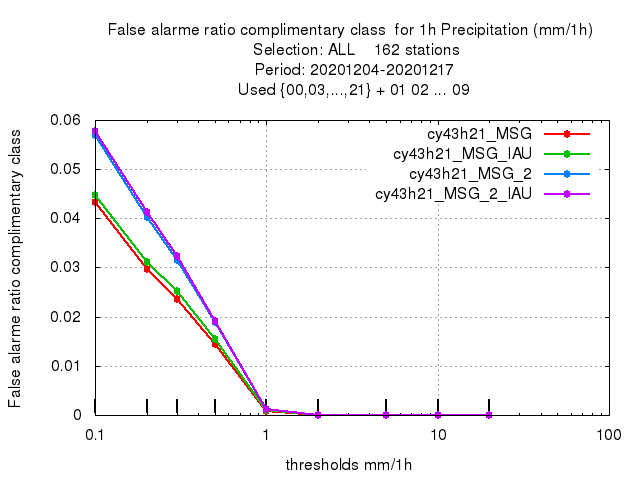 False alarme ratio complimentary class  for 1h Precipitation (mm/1h)
Selection: ALL    162 stations
Period: 20201204-20201217
Used {00,03,...,21} + 01 02 ... 09
False alarme ratio complimentary class
0.06
0.05
0.04
0.03
0.02
0.01
0
cy43h21_MSG
cy43h21_MSG_IAU
cy43h21_MSG_2
cy43h21_MSG_2_IAU
0.1 1 10 100
thresholds mm/1h